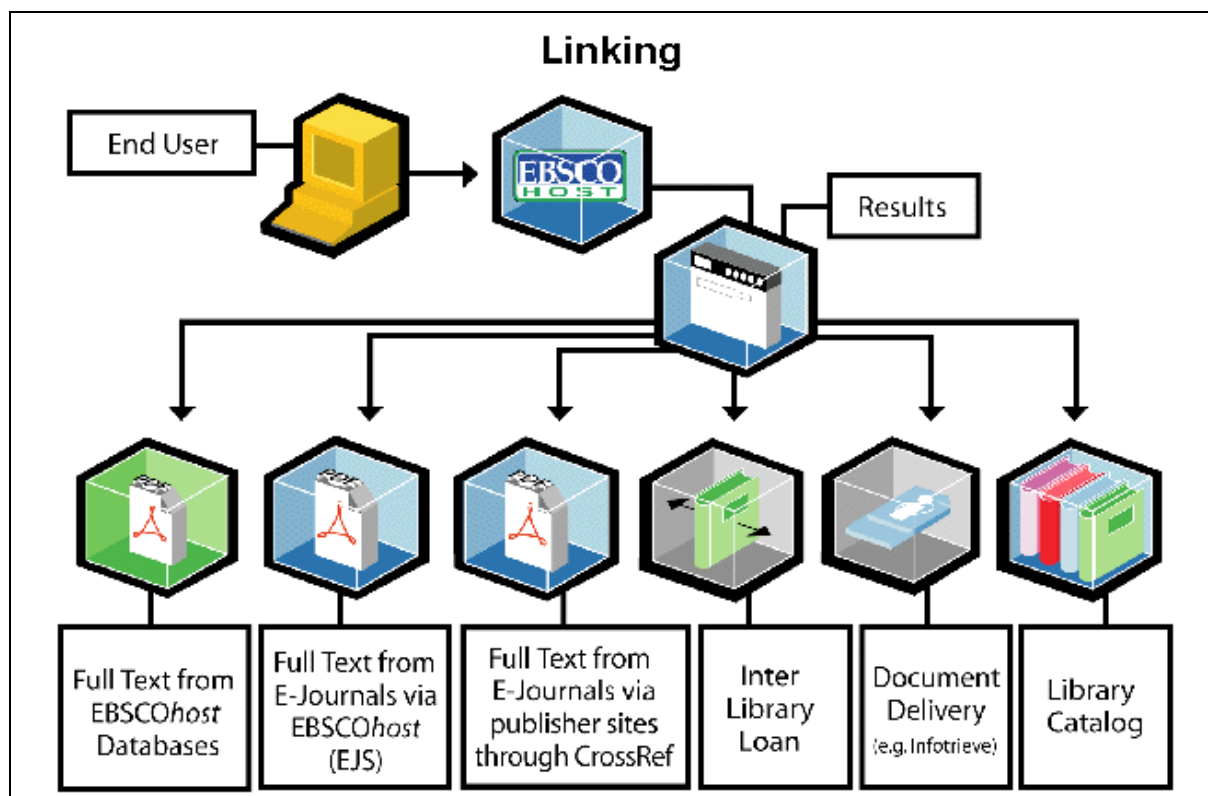 Linking
End User
EBSCO
HOST
Results
PDF
PDF
PDF
Full Text from
EBSCOhost
Databases
Full Text from
E-Journals via
EBSCOhost
(EJS)
Full Text from
E-Journals via
publisher sites
through CrossRef
Inter
Library
Loan
Document
Delivery
(e.g. Infotrieve)
Library
Catalog